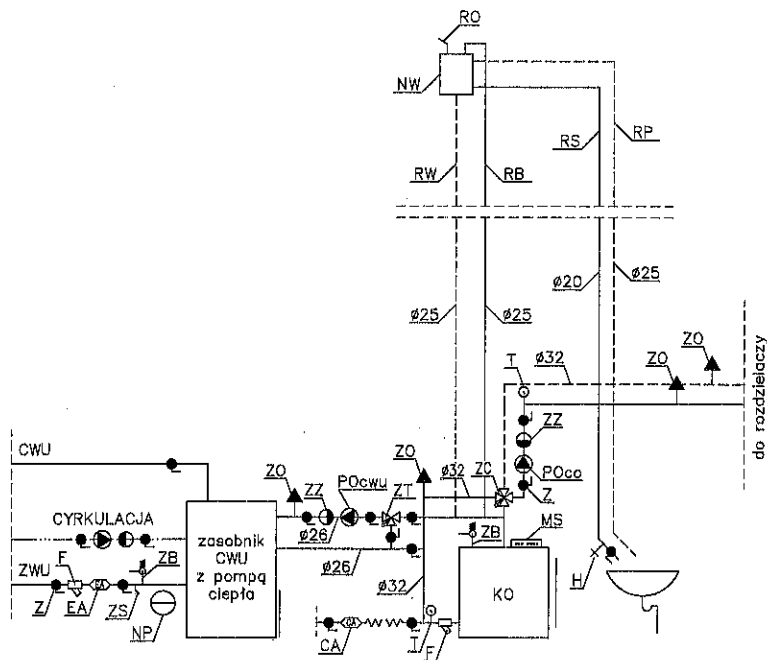 RO
NW
RS
RP
RW
RB
ø20
ø25
ø25
ø25
T
ø32
ZO
ZO
ZZ
do rozdzielaczy
CWU
ZO
ZZ
POcwu
ZT
ZO
ø32
ZC
POco
Z
MS
CYRKULACJA
zasobnik
CWU
z pompą
ciepła
ø26
ø26
ZB
KO
H
F
ZB
ZWU
EA
Z
EA
ZS
NP
ø32
CA
CA
T
F